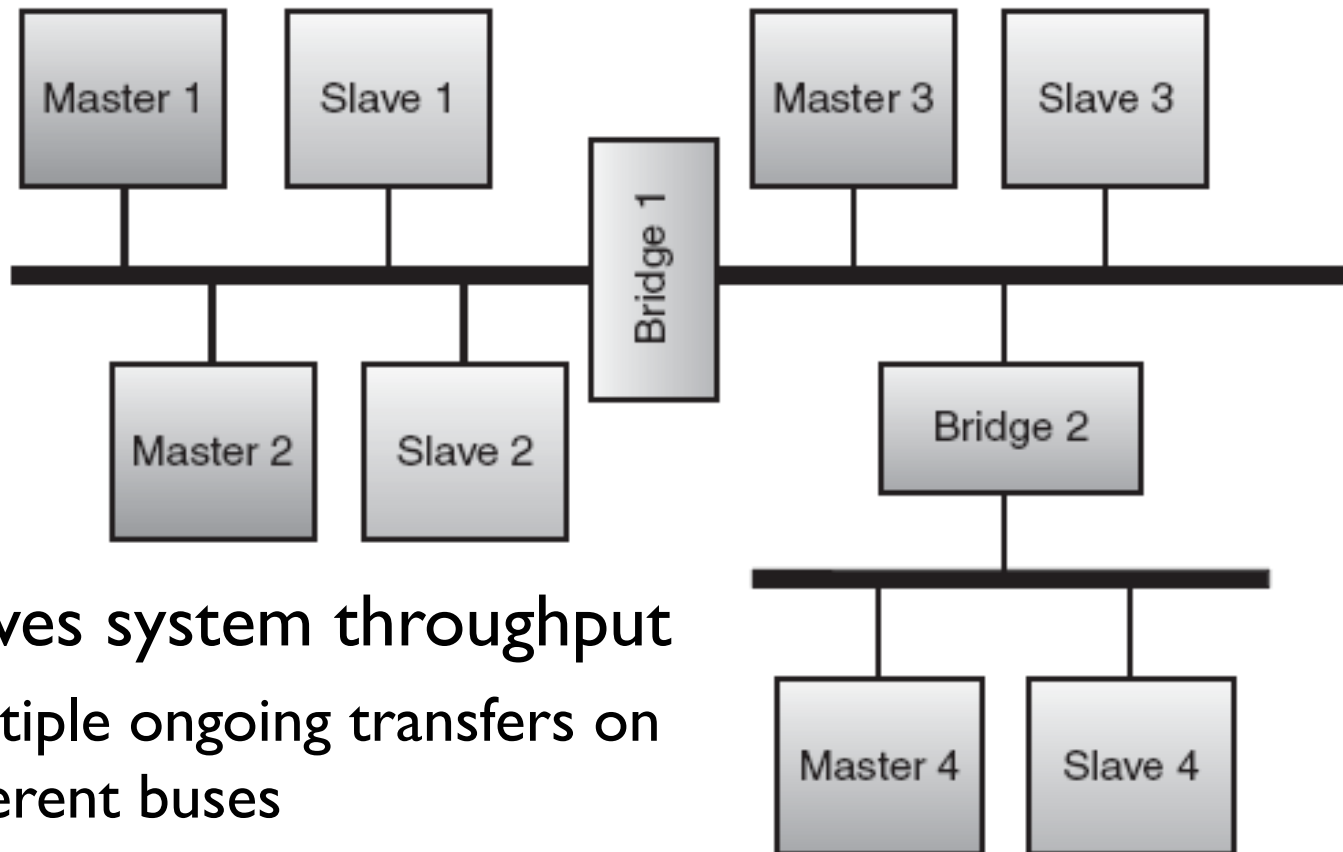 Master 1
Slave 1
Master 3
Slave 3
Bridge 1
Master 2
Slave 2
Bridge 2
ves system throughput
tiple ongoing transfers on
erent buses
Master 4
Slave 4